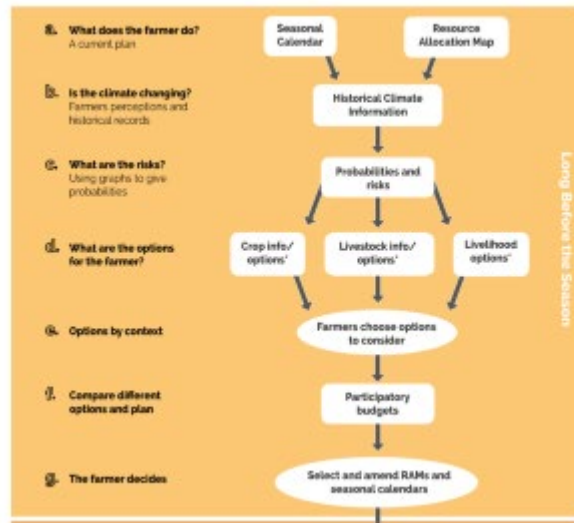 a. What does the farmer do?
A current plan
Seasonal
Calendar
Resource
Allocation Map
b. Is the climate changing?
Farmers perceptions and
historical records
Historical Climate
Information
c. What are the risks?
Using graphs to give
probabilities
Probabilities and
risks
d. What are the options
for the farmer?
Crop info/
options*
Livestock info/
options*
Livelihood
options*
e. Options by context
Farmers choose options
to consider
f. Compare different
options and plan
Participatory
budgets
g. The farmer decides
Select and amend RAMs and
seasonal calendars
Long Before the Season